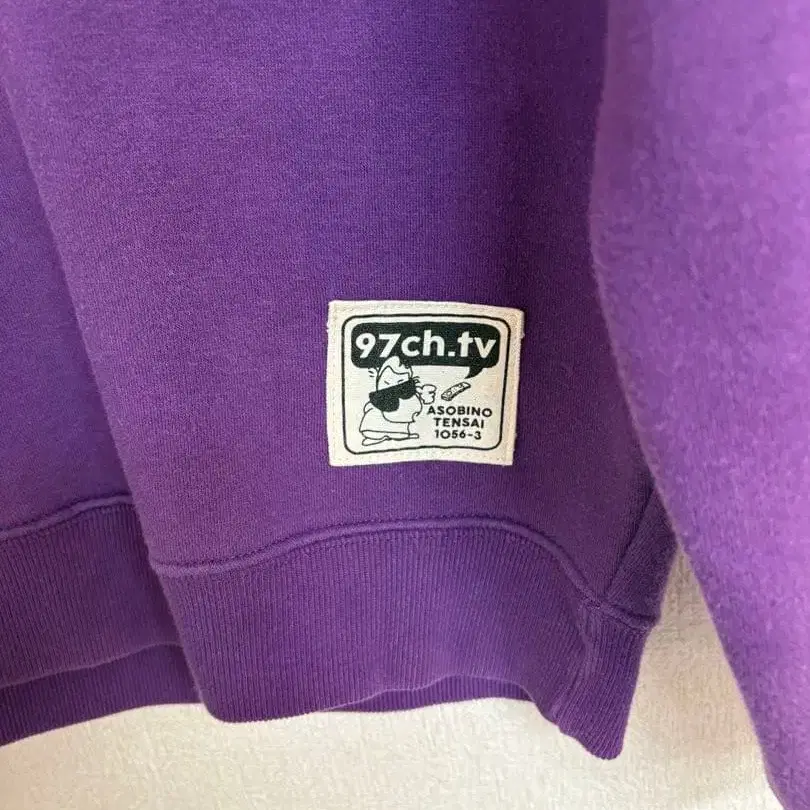 97ch.tv
ASOBINO
TENSAI
1056-3